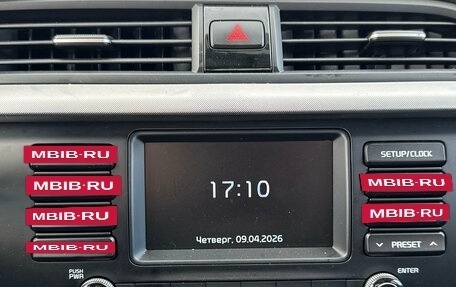 MBIB-RU
SETUP/CLOCK
MBIB-RU
17:10
MBIB-RU
MBIB-RU
MBIB-RU
MBIB-RU
Четверг, 09.04.2026
PRESET
PUSH
PWR
ENTER